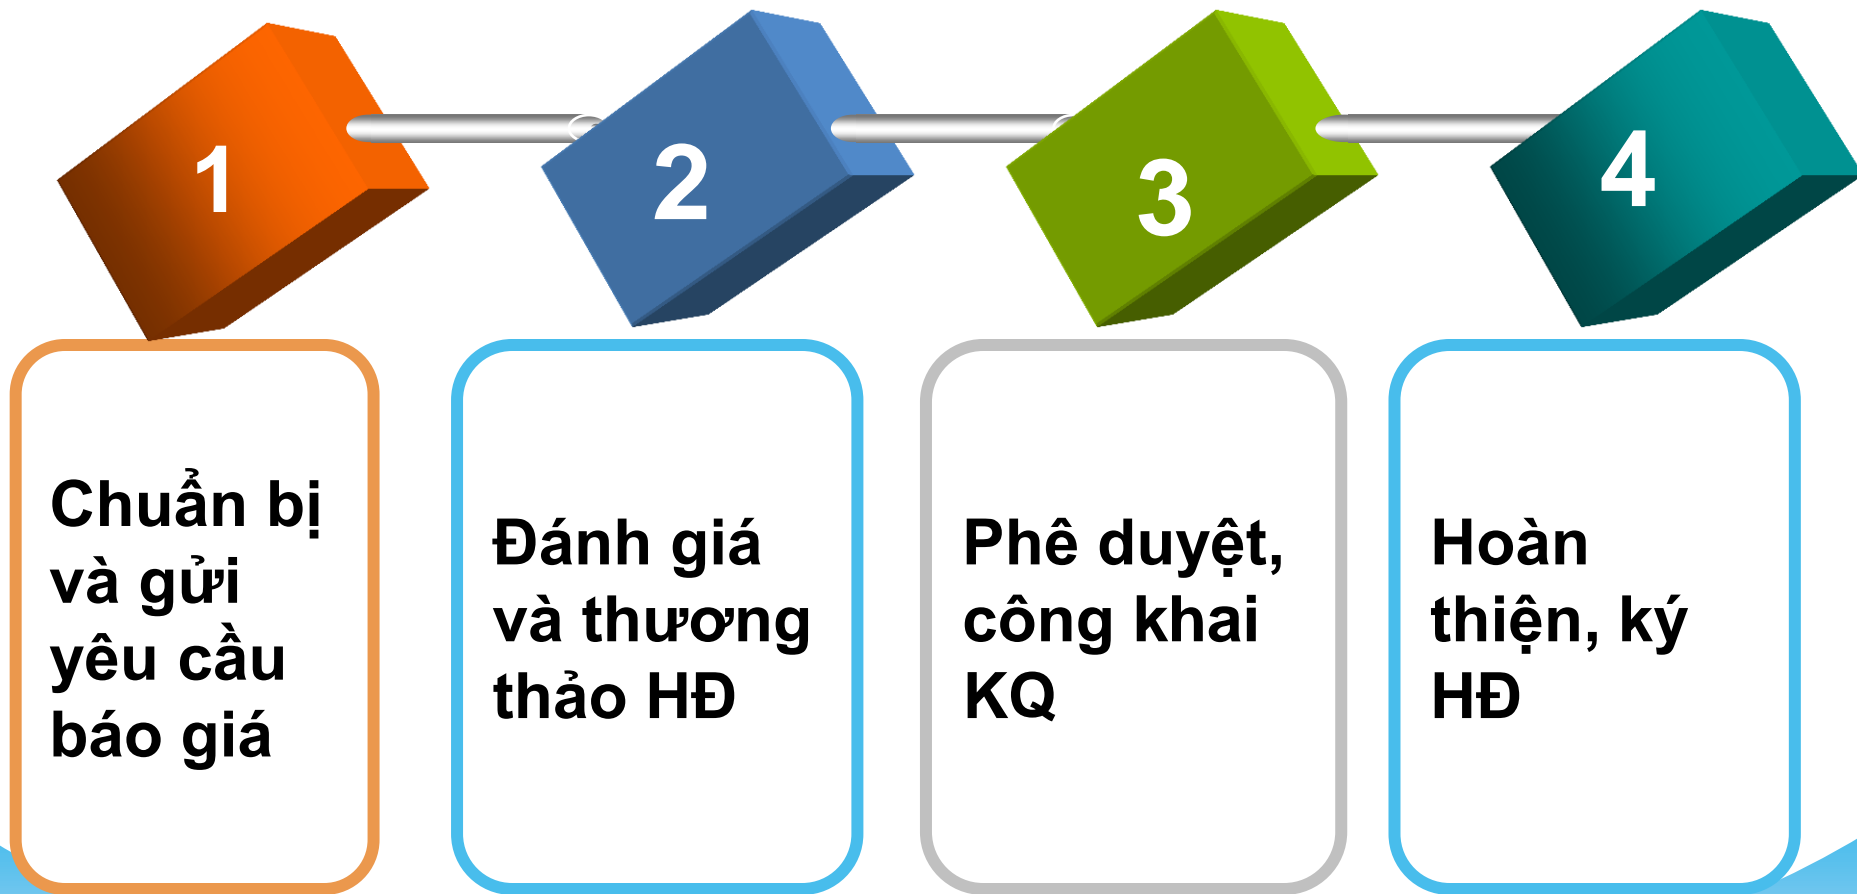 1
2
3
4
Chuẩn bị
và gửi
yêu cầu
báo giá
Đánh giá
và thương
thảo HĐ
Phê duyệt,
công khai
KQ
Hoàn
thiện, ký
HĐ